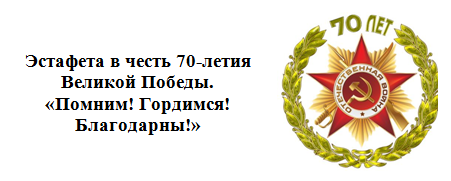 Эстафета в честь 70-летия
Великой Победы.
«Помним! Гордимся!
Благодарны!»
70 ЛЕТ
ОТЕЧЕСТВЕННАЯ ВОЙНА